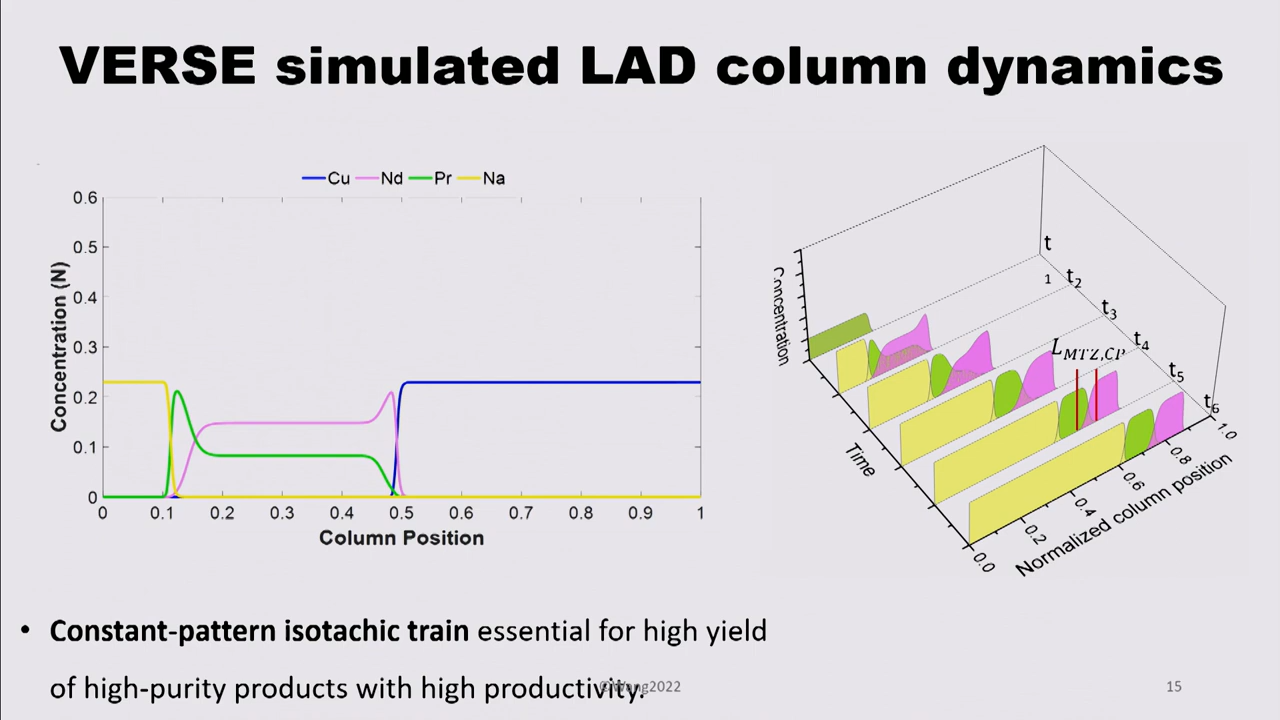 VERSE simulated LAD column dynamics
Cu Nd Pr Na
0.6
0.5
0.4
0.3
0.2
0.1
0
Concentration (N)
0 0.1 0.2 0.3 0.4 0.5 0.6 0.7 0.8 0.9 1
Column Position
Concentration
t
1
t2
t3
t4
t5
t6
LMTZ,CP
Time
0.0 0.2 0.4 0.6 0.8 1.0
Normalized column position
• Constant-pattern isotachic train essential for high yield
of high-purity products with high productivity.
©Wang2022
15